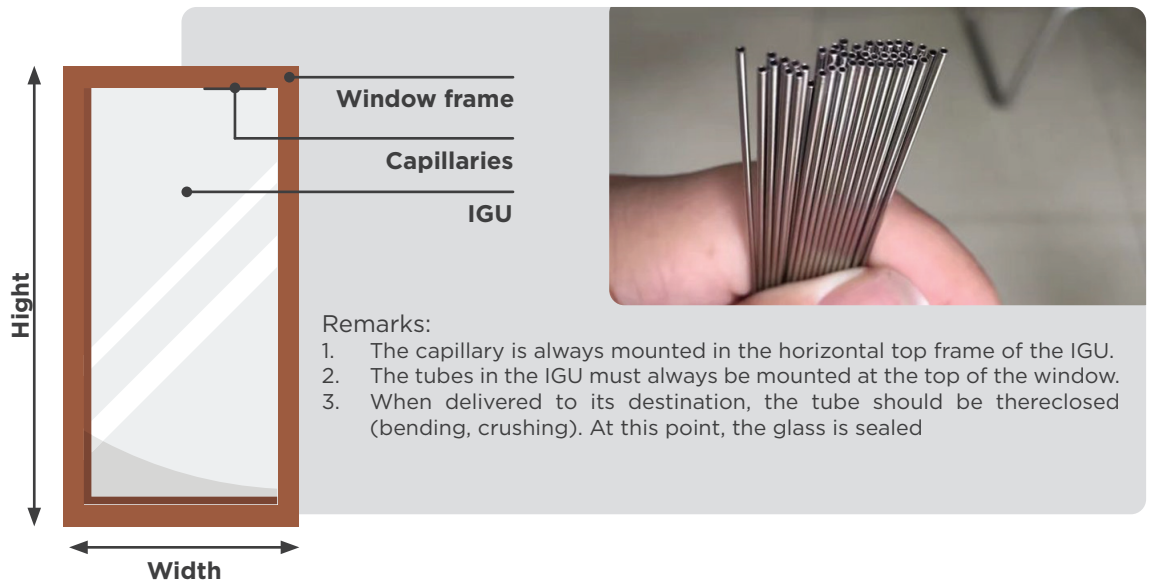 Window frame
Capillaries
IGU
Hight
Width
Remarks:
1. The capillary is always mounted in the horizontal top frame of the IGU.
2. The tubes in the IGU must always be mounted at the top of the window.
3. When delivered to its destination, the tube should be thereclosed
(bending, crushing). At this point, the glass is sealed